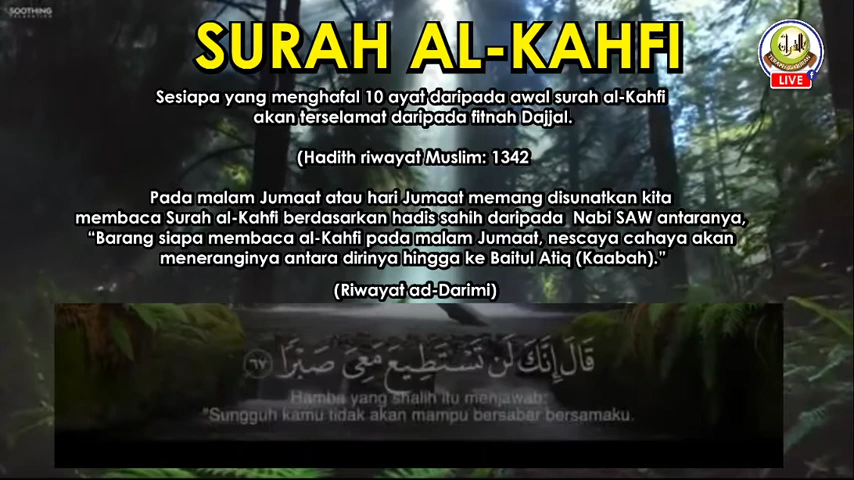 SOOTHING
RELAXATION
SURAH AL-KAHFI
LIVE
Sesiapa yang menghafal 10 ayat daripada awal surah al-Kahfi
akan terselamat daripada fitnah Dajjal.
(Hadith riwayat Muslim: 1342
Pada malam Jumaat atau hari Jumaat memang disunatkan kita
membaca Surah al-Kahfi berdasarkan hadis sahih daripada Nabi SAW antaranya,
“Barang siapa membaca al-Kahfi pada malam Jumaat, nescaya cahaya akan
meneranginya antara dirinya hingga ke Baitul Atiq (Kaabah).”
(Riwayat ad-Darimi)
قَالَ إِنَّكَ لَن تَسْتَطِيعَ مَعِىَ صَبْرًا ٦٧
Hamba yang shalih itu menjawab:
"Sungguh kamu tidak akan mampu bersabar bersamaku.